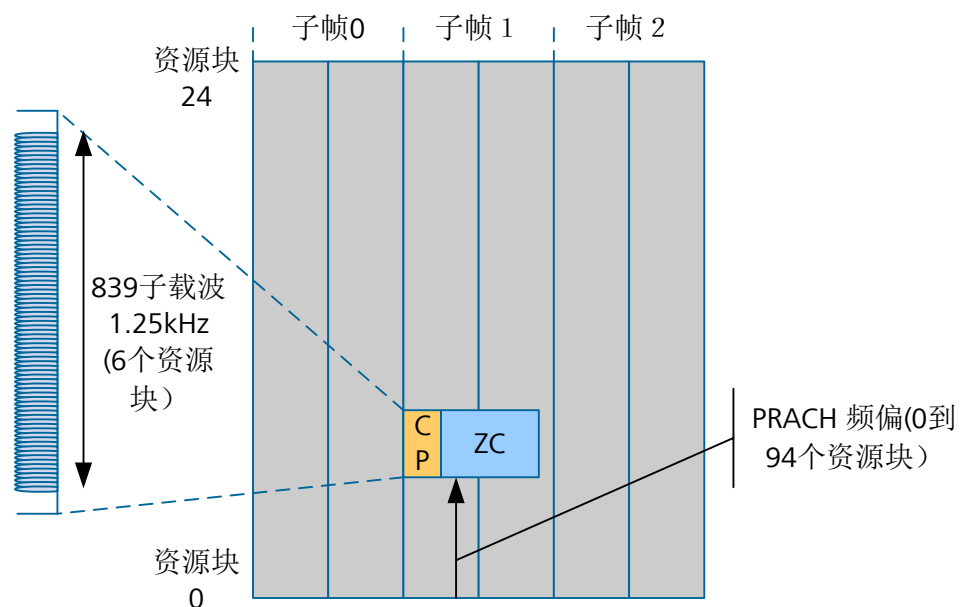 子帧0
子帧 1
子帧 2
资源块
24
839子载波
1.25kHz
(6个资源
块）
C
P
ZC
PRACH 频偏(0到
94个资源块）
资源块
0